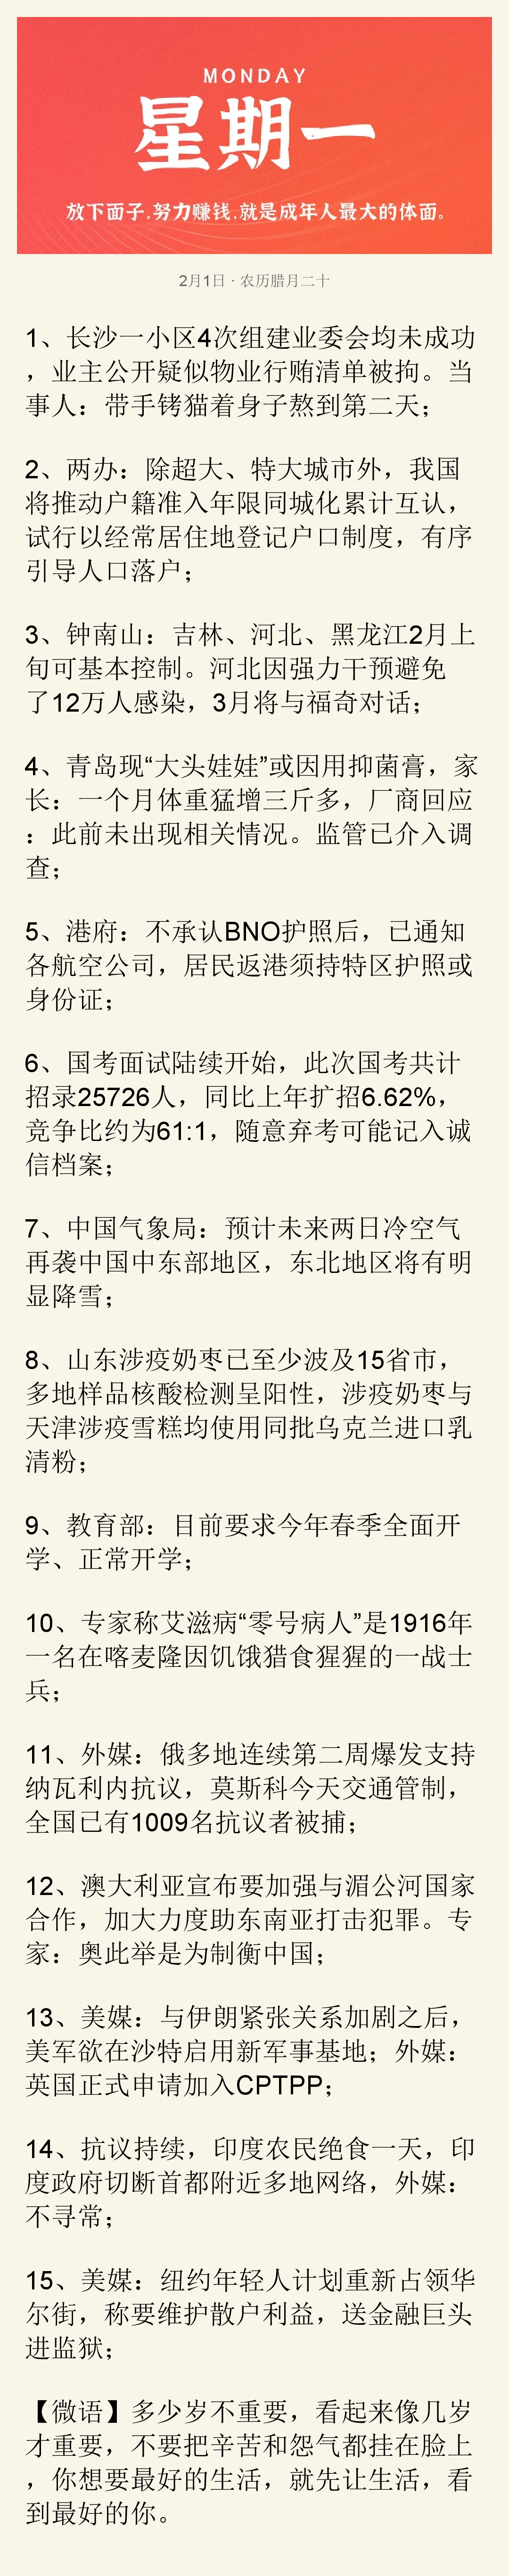 MONDAY
星期一
放下面子.努力赚钱.就是成年人最大的体面。
2月1日 · 农历腊月二十
1、长沙一小区4次组建业委会均未成功
，业主公开疑似物业行贿清单被拘。当
事人：带手铐猫着身子熬到第二天；
2、两办：除超大、特大城市外，我国
将推动户籍准入年限同城化累计互认，
试行以经常居住地登记户口制度，有序
引导人口落户；
3、钟南山：吉林、河北、黑龙江2月上
旬可基本控制。河北因强力干预避免
了12万人感染，3月将与福奇对话；
4、青岛现“大头娃娃”或因用抑菌膏，家
长：一个月体重猛增三斤多，厂商回应
：此前未出现相关情况。监管已介入调
查；
5、港府：不承认BNO护照后，已通知
各航空公司，居民返港须持特区护照或
身份证；
6、国考面试陆续开始，此次国考共计
招录25726人，同比上年扩招6.62%，
竞争比约为61:1，随意弃考可能记入诚
信档案；
7、中国气象局：预计未来两日冷空气
再袭中国中东部地区，东北地区将有明
显降雪；
8、山东涉疫奶枣已至少波及15省市，
多地样品核酸检测呈阳性，涉疫奶枣与
天津涉疫雪糕均使用同批乌克兰进口乳
清粉；
9、教育部：目前要求今年春季全面开
学、正常开学；
10、专家称艾滋病“零号病人”是1916年
一名在喀麦隆因饥饿猎食猩猩的一战士
兵；
11、外媒：俄多地连续第二周爆发支持
纳瓦利内抗议，莫斯科今天交通管制，
全国已有1009名抗议者被捕；
12、澳大利亚宣布要加强与湄公河国家
合作，加大力度助东南亚打击犯罪。专
家：奥此举是为制衡中国；
13、美媒：与伊朗紧张关系加剧之后，
美军欲在沙特启用新军事基地；外媒：
英国正式申请加入CPTPP；
14、抗议持续，印度农民绝食一天，印
度政府切断首都附近多地网络，外媒：
不寻常；
15、美媒：纽约年轻人计划重新占领华
尔街，称要维护散户利益，送金融巨头
进监狱；
【微语】多少岁不重要，看起来像几岁
才重要，不要把辛苦和怨气都挂在脸上
，你想要最好的生活，就先让生活，看
到最好的你。